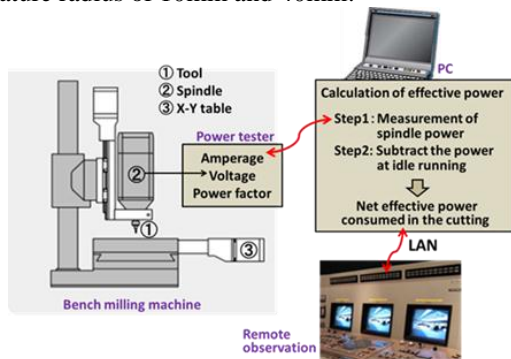 ature radius of 10mm and 40mm.
① Tool
② Spindle
③ X-Y table
Power tester
Amperage
Voltage
Power factor
②
①
③
Bench milling machine
PC
Calculation of effective power
Step1: Measurement of
spindle power
Step2: Subtract the power
at idle running
Net effective power
consumed in the cutting
LAN
Remote
observation